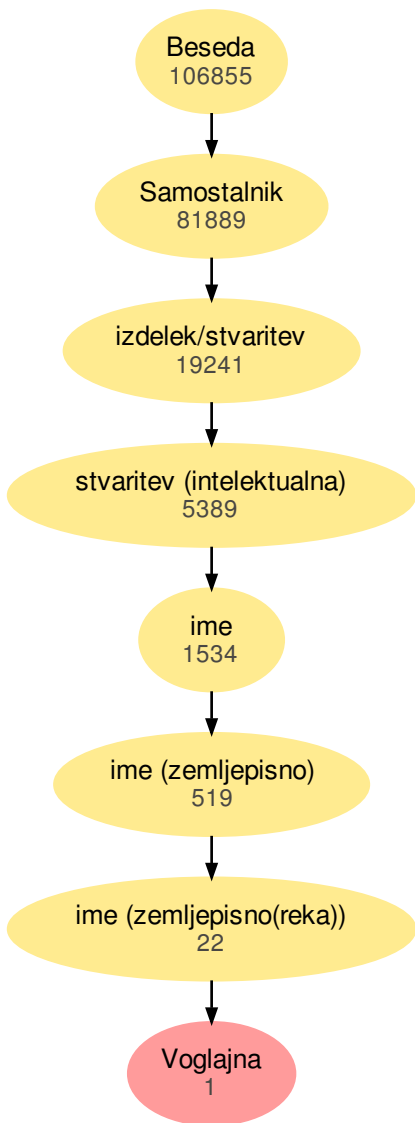 Beseda
106855
Samostalnik
81889
izdelek/stvaritev
19241
stvaritev (intelektualna)
5389
ime
1534
ime (zemljepisno)
519
ime (zemljepisno(reka))
22
Voglajna
1